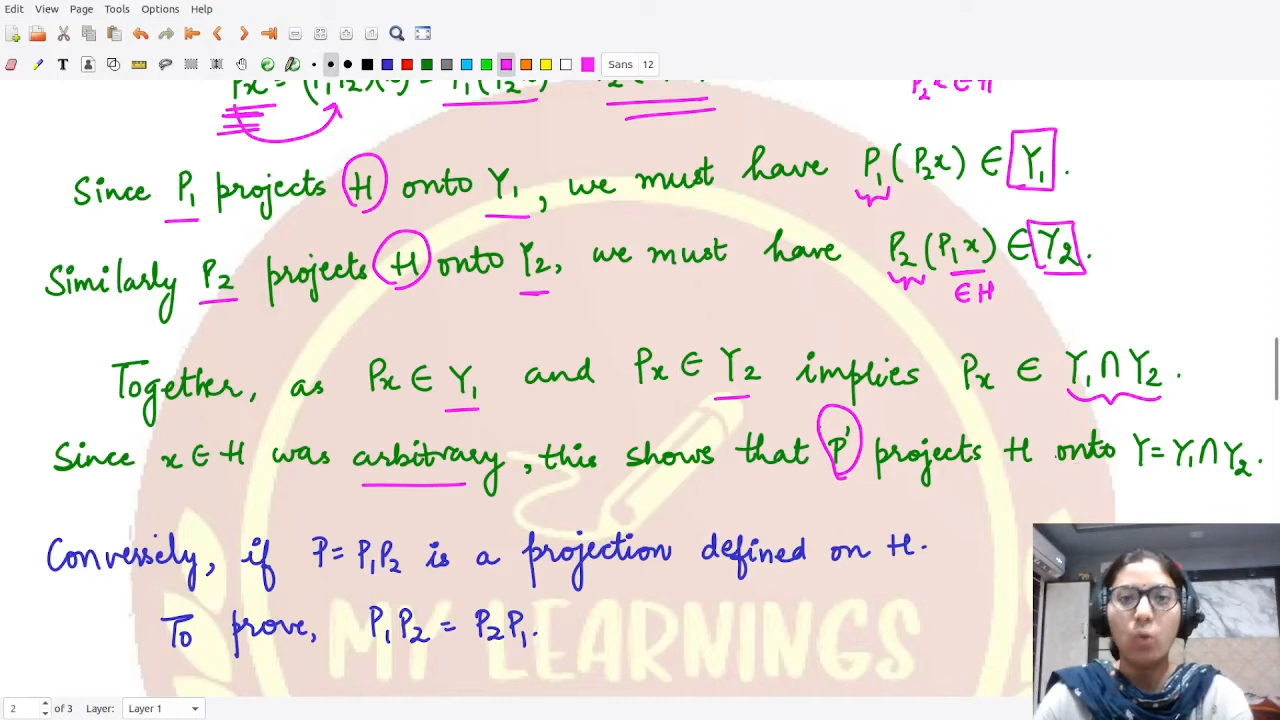 Edit View Page Tools Options Help
Sans 12
Px =
P₂x ∈ H
Since P₁ projects H onto Y₁, we must have P₁(P₂x) ∈ Y₁.
Similarly P₂ projects H onto Y₂, we must have P₂(P₁x) ∈ Y₂.
∈ H
Together, as Px ∈ Y₁ and Px ∈ Y₂ implies Px ∈ Y₁∩Y₂.
Since x ∈ H was arbitrary, this shows that P projects H onto Y=Y₁∩Y₂.
Conversely, if P=P₁P₂ is a projection defined on H.
To prove, P₁P₂ = P₂P₁.
MY LEARNINGS
2 of 3 Layer: Layer 1